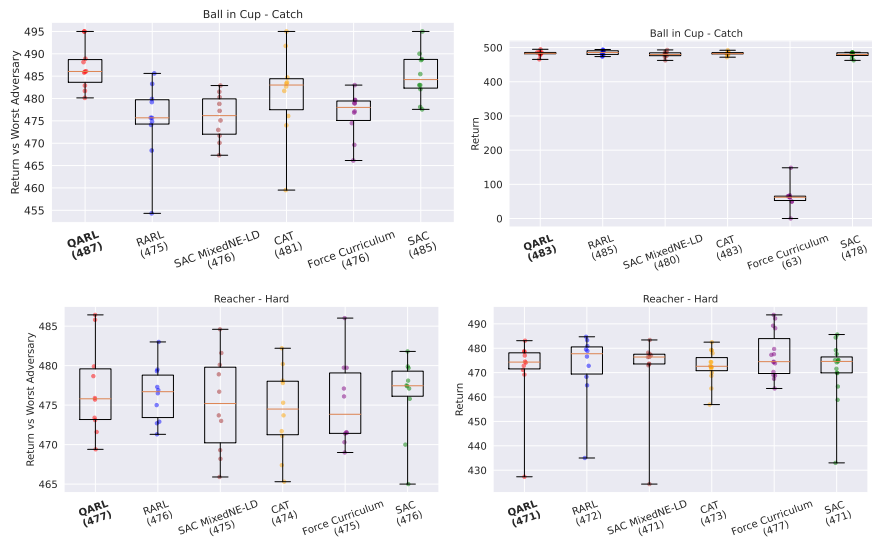 Ball in Cup - Catch
Return vs Worst Adversary
495
490
485
480
475
470
465
460
455
QARL
(487)
RARL
(475)
SAC MixedNE-LD
(476)
CAT
(481)
Force Curriculum
(476)
SAC
(485)
Ball in Cup - Catch
Return
500
400
300
200
100
0
QARL
(483)
RARL
(485)
SAC MixedNE-LD
(480)
CAT
(483)
Force Curriculum
(63)
SAC
(478)
Reacher - Hard
Return vs Worst Adversary
485
480
475
470
465
QARL
(477)
RARL
(476)
SAC MixedNE-LD
(475)
CAT
(474)
Force Curriculum
(475)
SAC
(476)
Reacher - Hard
Return
490
480
470
460
450
440
430
QARL
(471)
RARL
(472)
SAC MixedNE-LD
(471)
CAT
(473)
Force Curriculum
(477)
SAC
(471)